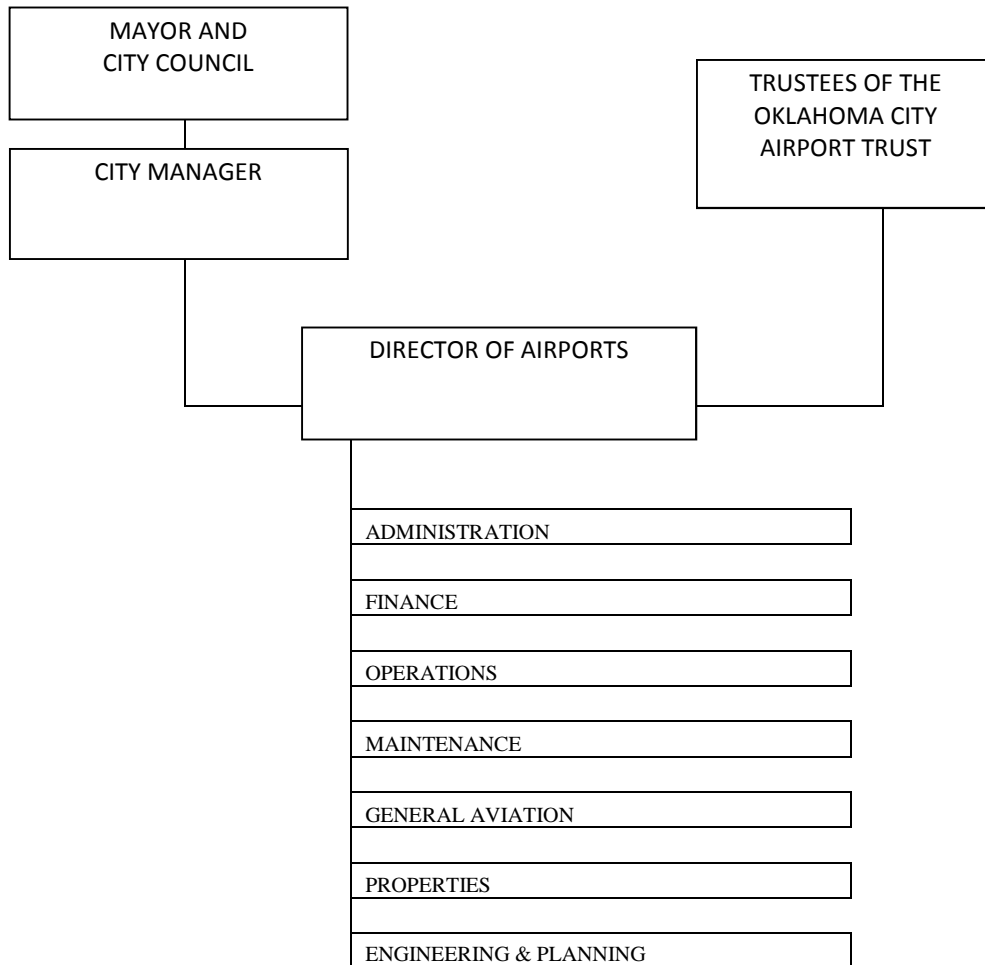 MAYOR AND
CITY COUNCIL
TRUSTEES OF THE
OKLAHOMA CITY
AIRPORT TRUST
CITY MANAGER
DIRECTOR OF AIRPORTS
ADMINISTRATION
FINANCE
OPERATIONS
MAINTENANCE
GENERAL AVIATION
PROPERTIES
ENGINEERING & PLANNING